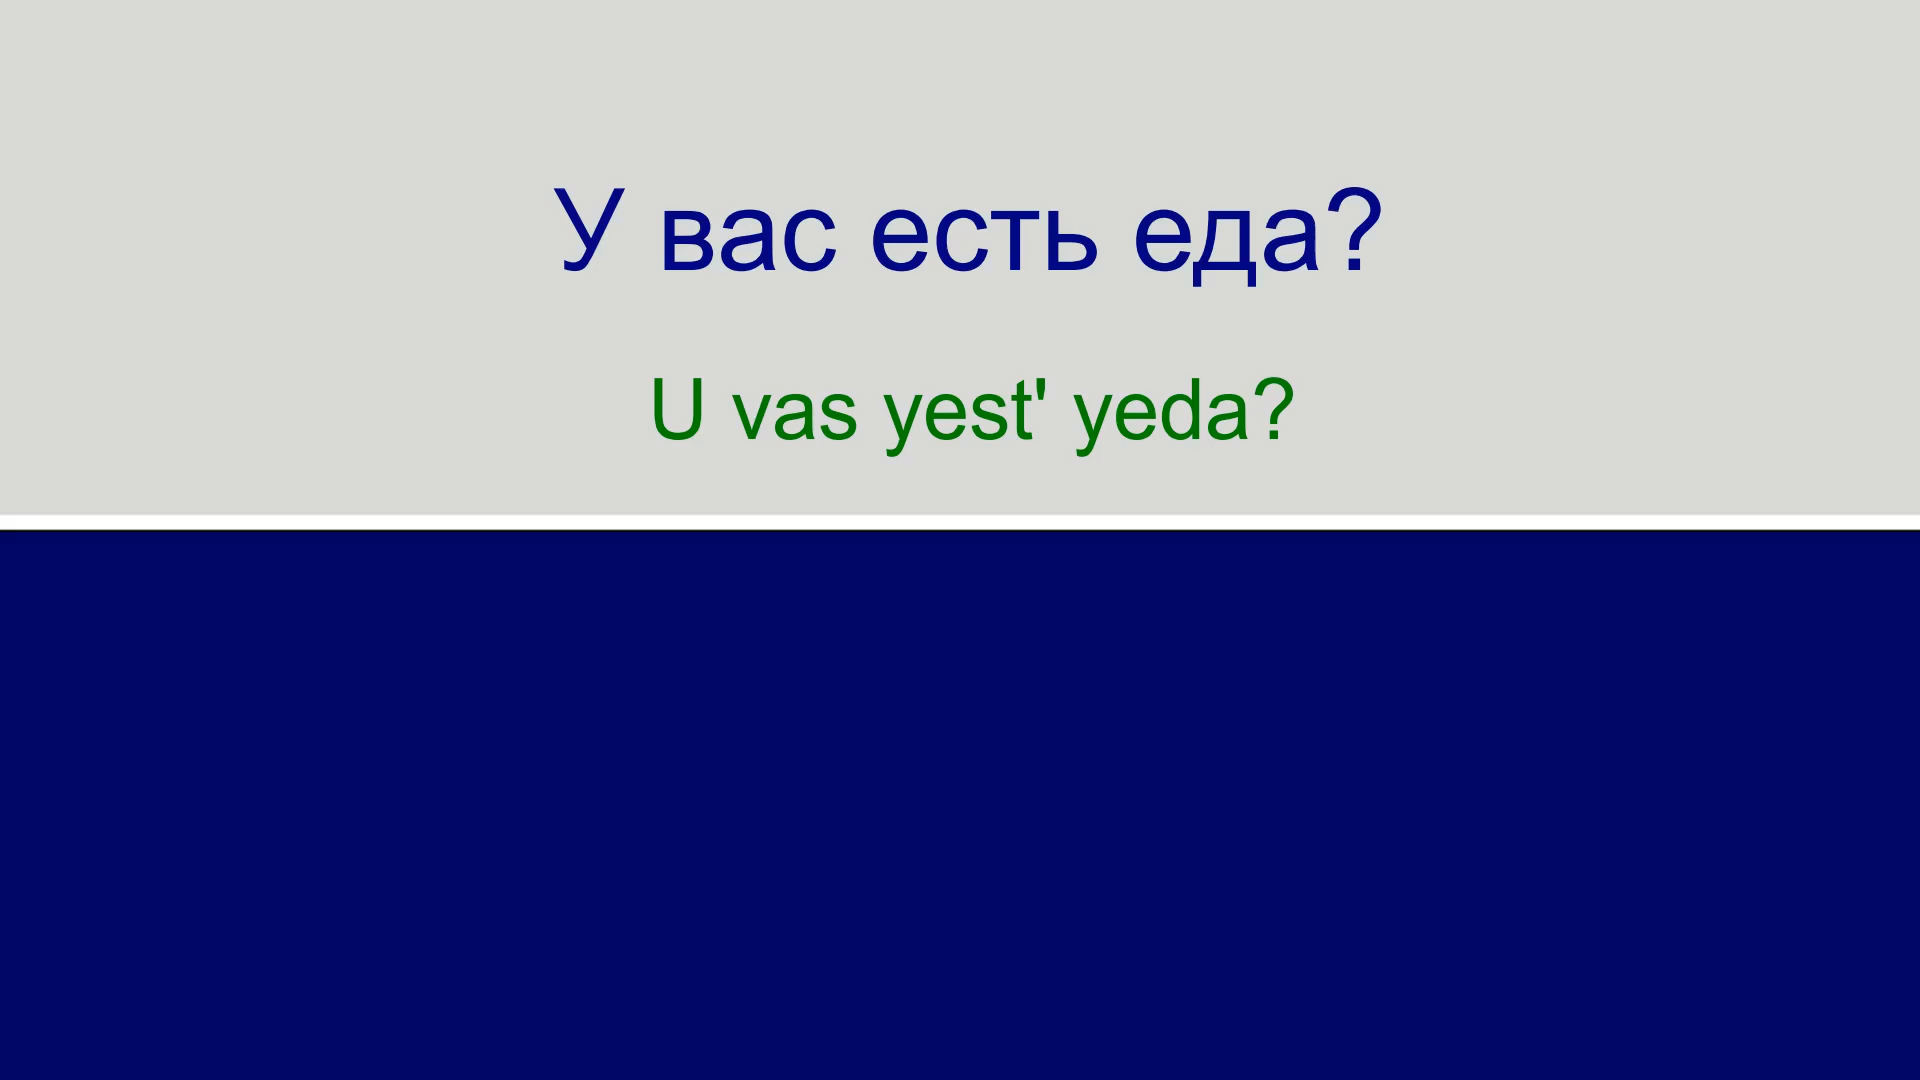 У вас есть еда?
U vas yest' yeda?